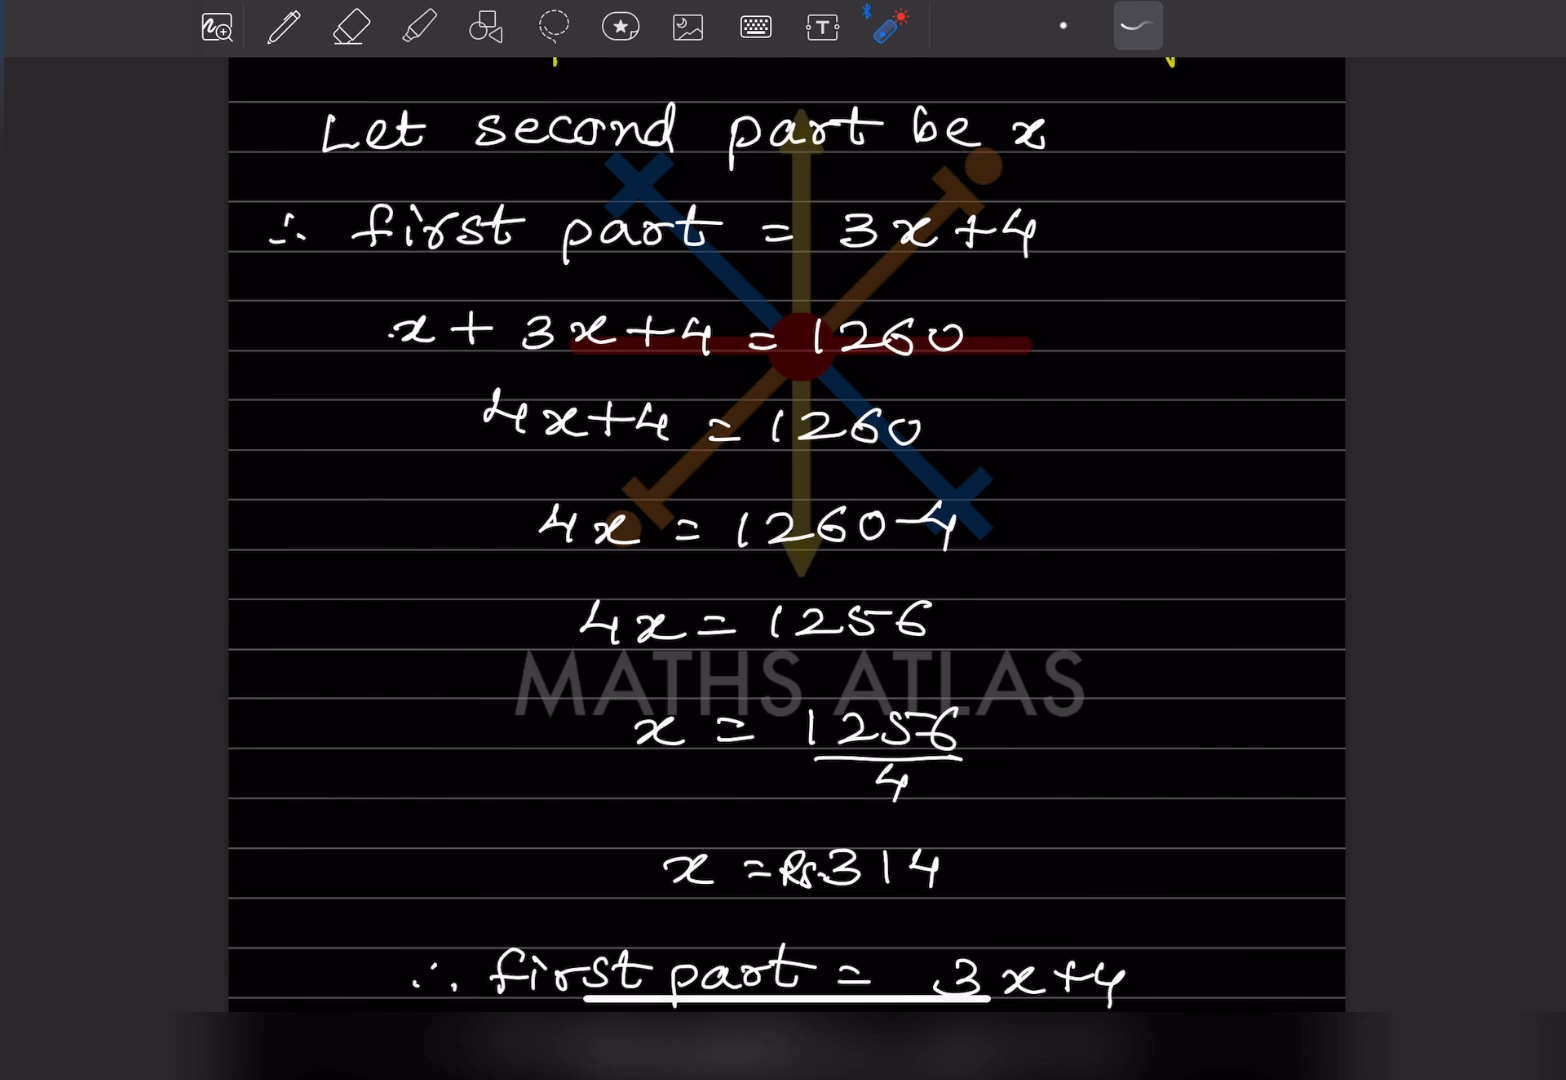 Let second part be x
∴ first part = 3x+4
x + 3x+4 = 1260
4x+4 = 1260
4x = 1260-4
4x = 1256
MATHS ATLAS
x = 1256/4
x = Rs.314
∴ first part = 3x+4